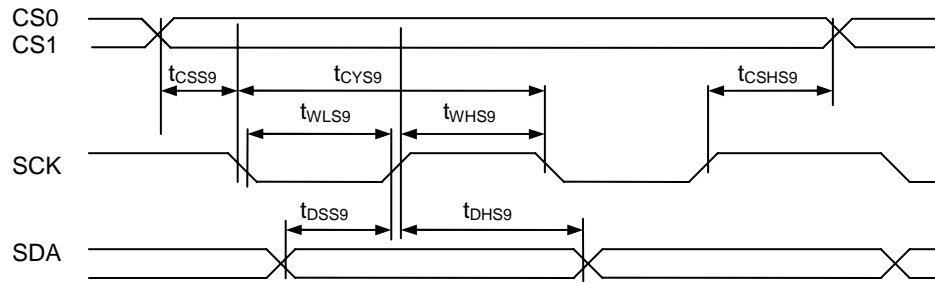 CS0
CS1
tCSS9
tCYS9
tCSHS9
tWLS9
tWHS9
SCK
tDSS9
tDHS9
SDA